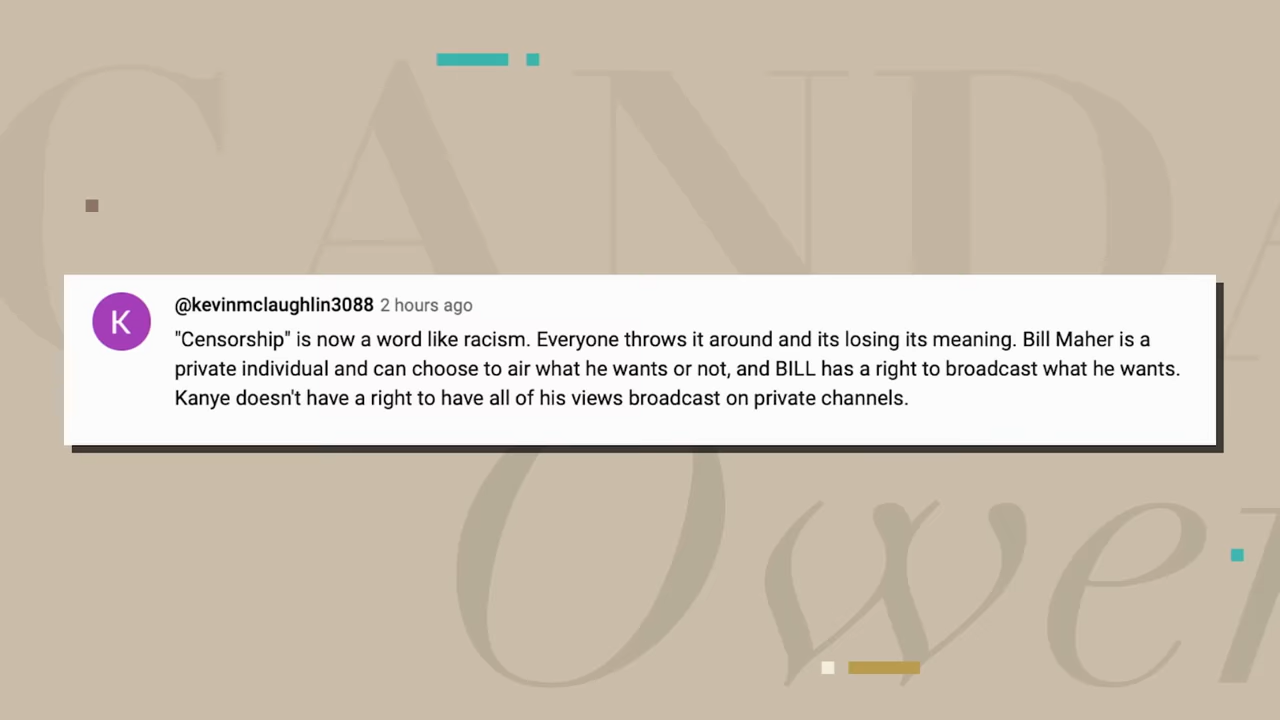 CANDA
K
@kevinmclaughlin3088 2 hours ago
"Censorship" is now a word like racism. Everyone throws it around and its losing its meaning. Bill Maher is a
private individual and can choose to air what he wants or not, and BILL has a right to broadcast what he wants.
Kanye doesn't have a right to have all of his views broadcast on private channels.
Ower